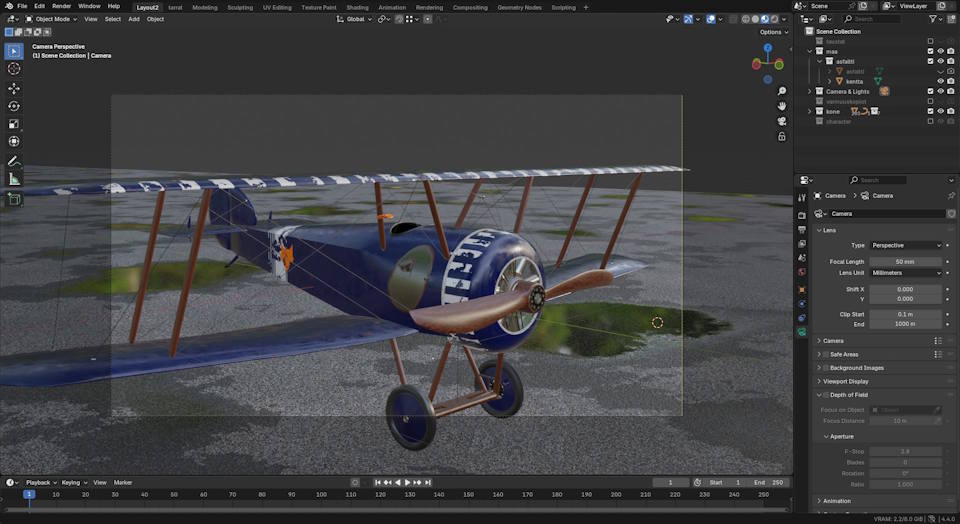 File Edit Render Window Help Layout2 tarrat Modeling Sculpting UV Editing Texture Paint Shading Animation Rendering Compositing Geometry Nodes Scripting + Scene ViewLayer
Object Mode View Select Add Object Global Search
Options
Camera Perspective
(1) Scene Collection | Camera
Scene Collection
maa
asfaltti
asfaltti
kenttä
Camera & Lights
varinuuskopiot
kone
character
Search
Camera Camera
Camera
Lens
Type Perspective
Focal Length 50 mm
Lens Unit Millimeters
Shift X 0.000
Y 0.000
Clip Start 0.1 m
End 1000 m
Camera
Safe Areas
Background Images
Viewport Display
Depth of Field
Focus on Object
Focus Distance 10 m
Aperture
F-Stop 2.8
Blades 0
Rotation 0°
Ratio 1.000
Animation
Playback Keying View Marker 1 Start 1 End 250
1 10 20 30 40 50 60 70 80 90 100 110 120 130 140 150 160 170 180 190 200 210 220 230 240 250
VRAM: 2.2/8.0 GiB 4.4.0